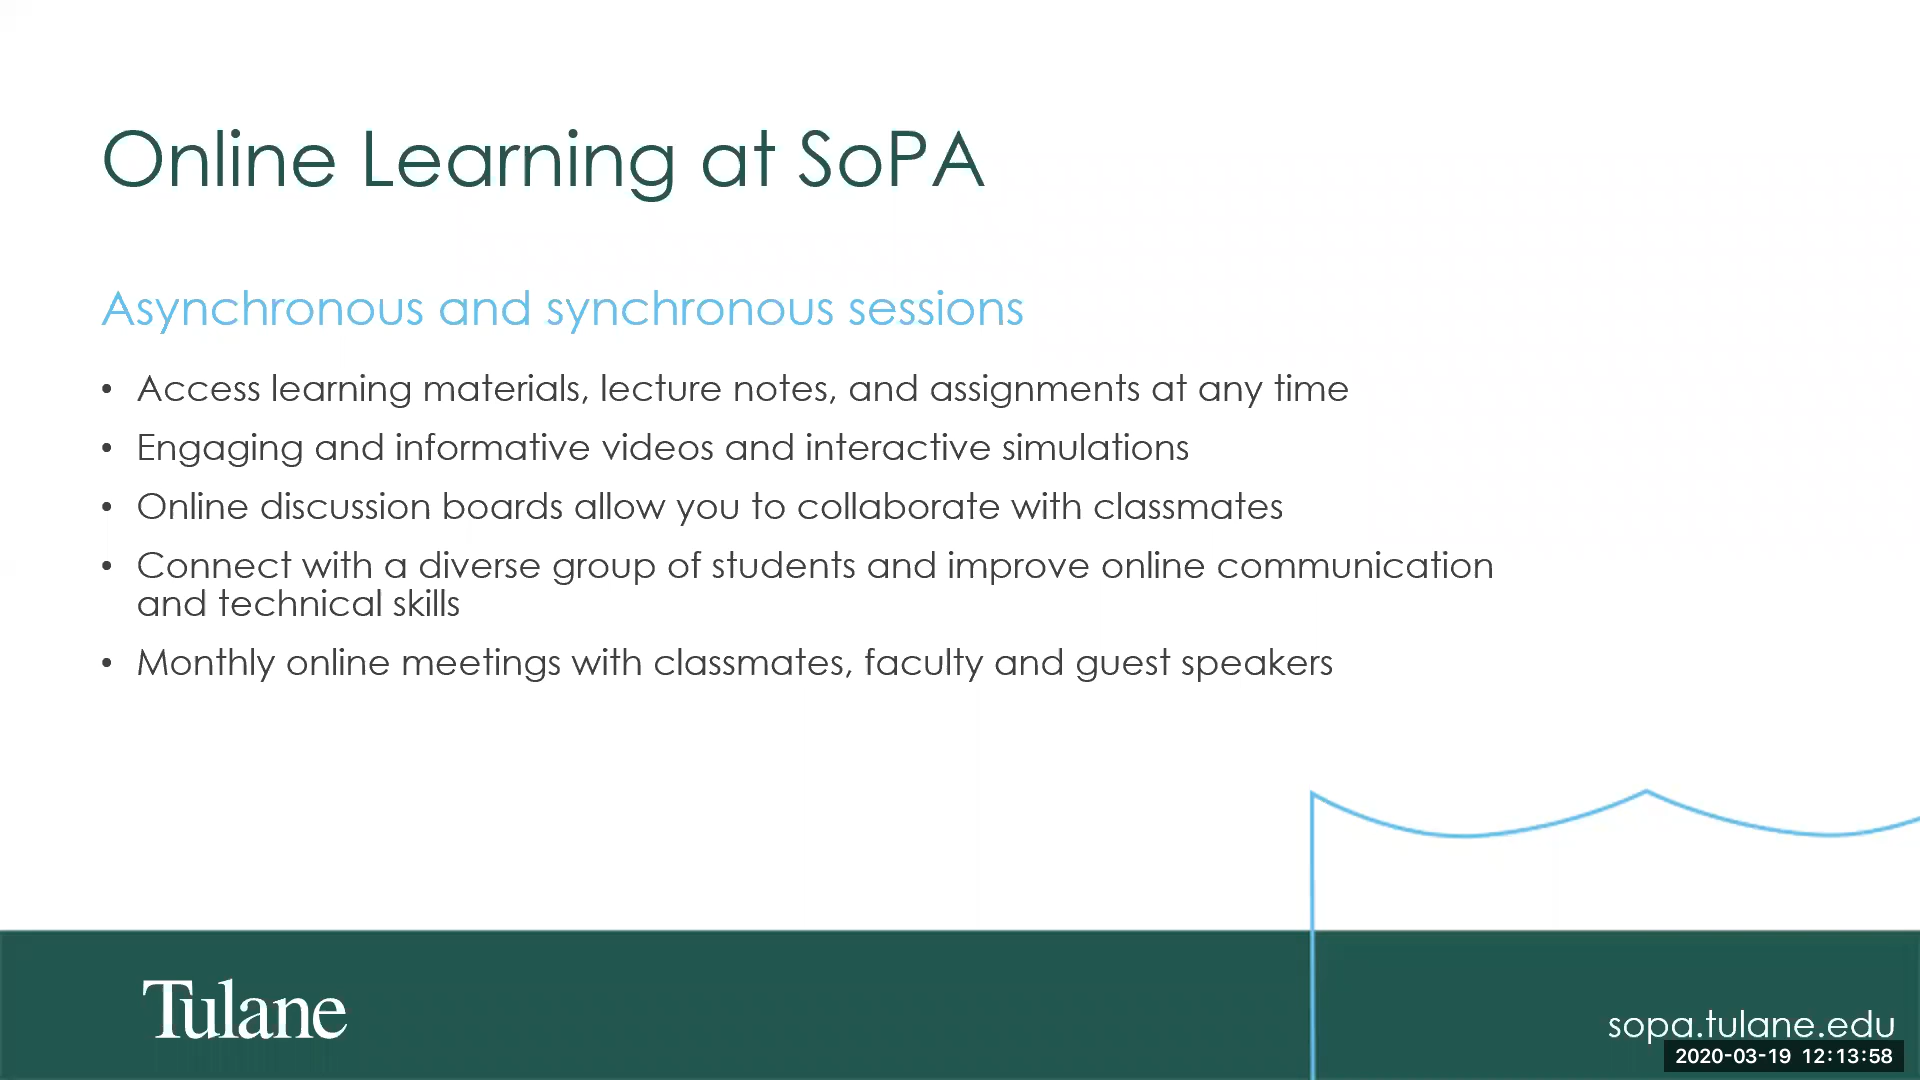 Online Learning at SoPA
Asynchronous and synchronous sessions
• Access learning materials, lecture notes, and assignments at any time
• Engaging and informative videos and interactive simulations
• Online discussion boards allow you to collaborate with classmates
• Connect with a diverse group of students and improve online communication
and technical skills
• Monthly online meetings with classmates, faculty and guest speakers
Tulane
sopa.tulane.edu
2020-03-19 12:13:58